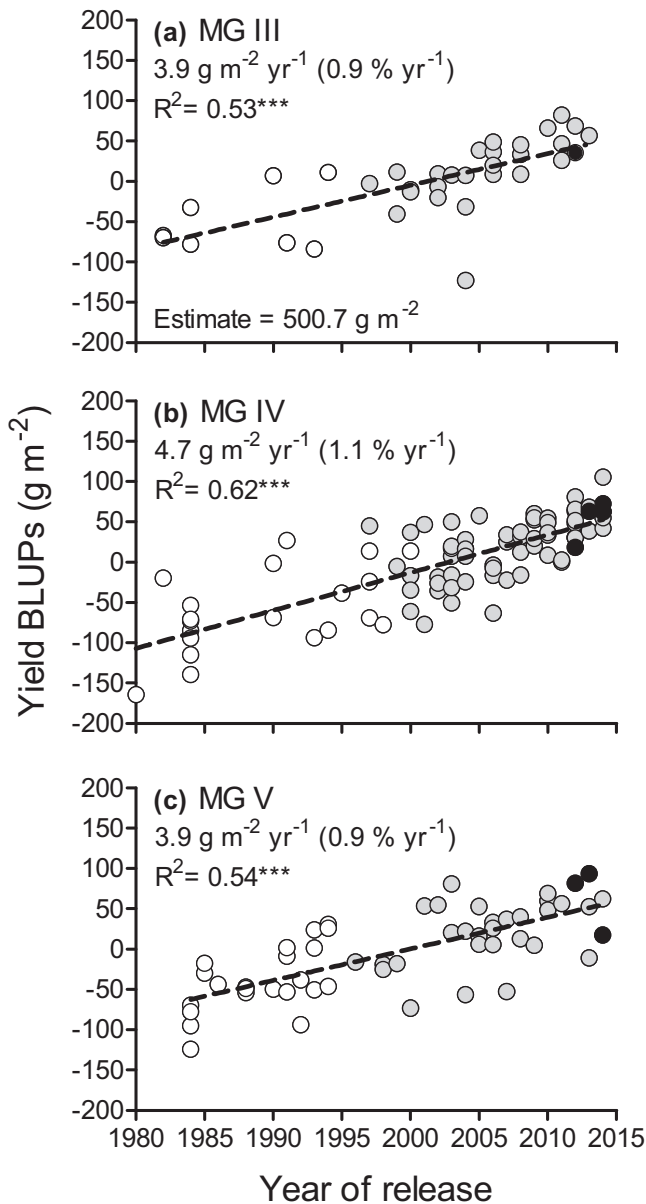 (a) MG III
3.9 g m⁻² yr⁻¹ (0.9 % yr⁻¹)
R²= 0.53***
200
150
100
50
0
-50
-100
-150
-200
Estimate = 500.7 g m⁻²
(b) MG IV
4.7 g m⁻² yr⁻¹ (1.1 % yr⁻¹)
R²= 0.62***
200
150
100
50
0
-50
-100
-150
-200
Yield BLUPs (g m⁻²)
(c) MG V
3.9 g m⁻² yr⁻¹ (0.9 % yr⁻¹)
R²= 0.54***
200
150
100
50
0
-50
-100
-150
-200
1980 1985 1990 1995 2000 2005 2010 2015
Year of release